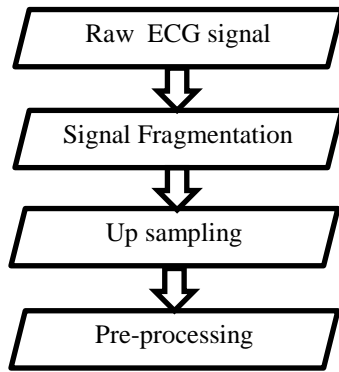 Raw ECG signal
Signal Fragmentation
Up sampling
Pre-processing